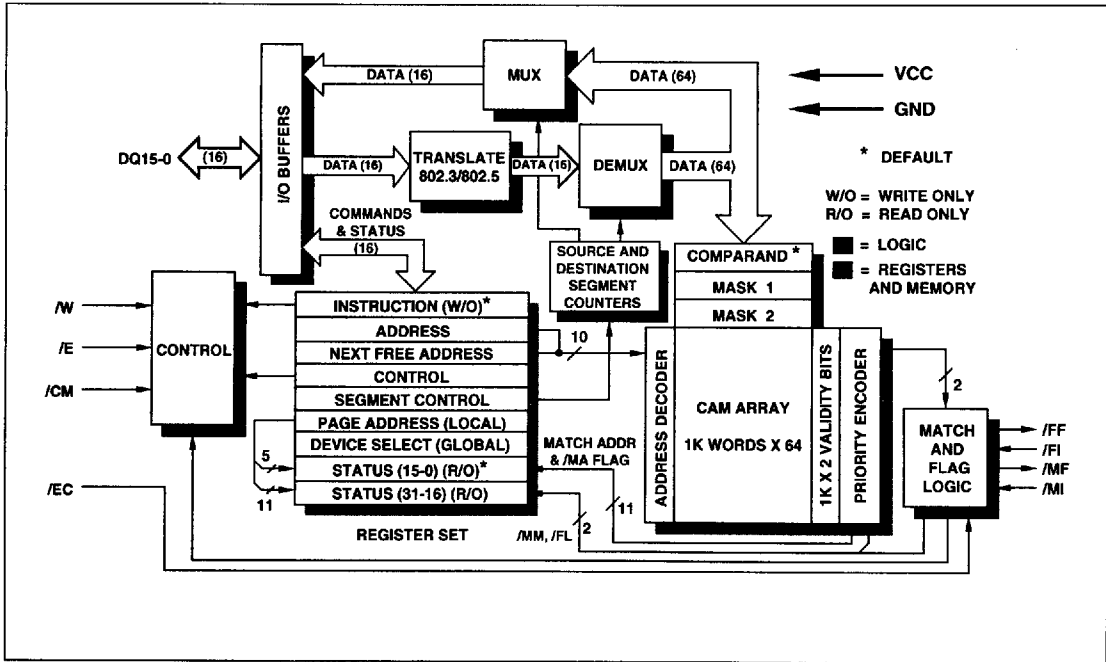 DATA (16)
MUX
DATA (64)
VCC
GND
I/O BUFFERS
DQ15-0
(16)
DATA (16)
TRANSLATE
802.3/802.5
DATA (16)
DEMUX
DATA (64)
* DEFAULT
W/O = WRITE ONLY
R/O = READ ONLY
= LOGIC
= REGISTERS
AND MEMORY
COMMANDS
& STATUS
(16)
SOURCE AND
DESTINATION
SEGMENT
COUNTERS
COMPARAND *
MASK 1
MASK 2
/W
/E
/CM
/EC
CONTROL
INSTRUCTION (W/O)*
ADDRESS
NEXT FREE ADDRESS
CONTROL
SEGMENT CONTROL
PAGE ADDRESS (LOCAL)
DEVICE SELECT (GLOBAL)
STATUS (15-0) (R/O)*
STATUS (31-16) (R/O)
REGISTER SET
5
11
10
MATCH ADDR
& /MA FLAG
11
/MM, /FL
2
ADDRESS DECODER
CAM ARRAY
1K WORDS X 64
1K X 2 VALIDITY BITS
PRIORITY ENCODER
2
MATCH
AND
FLAG
LOGIC
/FF
/FI
/MF
/MI